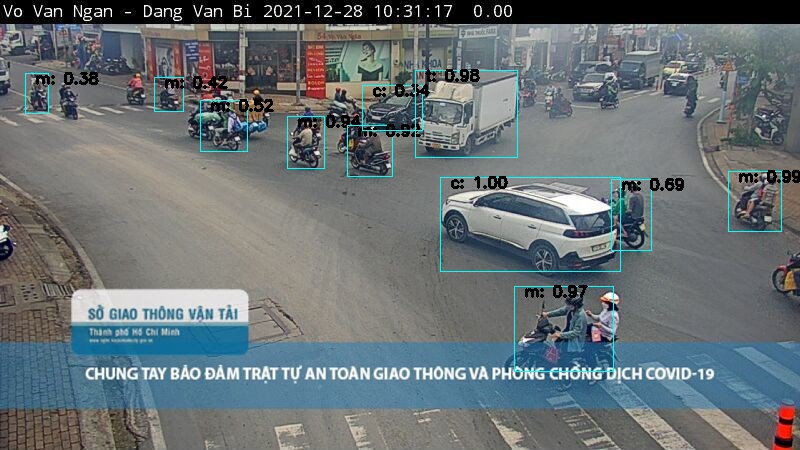 Vo Van Ngan - Dang Van Bi 2021-12-28 10:31:17 0.00
m: 0.38
m: 0.42
m: 0.52
m: 0.94
c: 0.34
c: 0.98
c: 1.00
m: 0.69
m: 0.99
m: 0.97
SỞ GIAO THÔNG VẬN TẢI
Thành phố Hồ Chí Minh
CHUNG TAY BẢO ĐẢM TRẬT TỰ AN TOÀN GIAO THÔNG VÀ PHÒNG CHỐNG DỊCH COVID-19